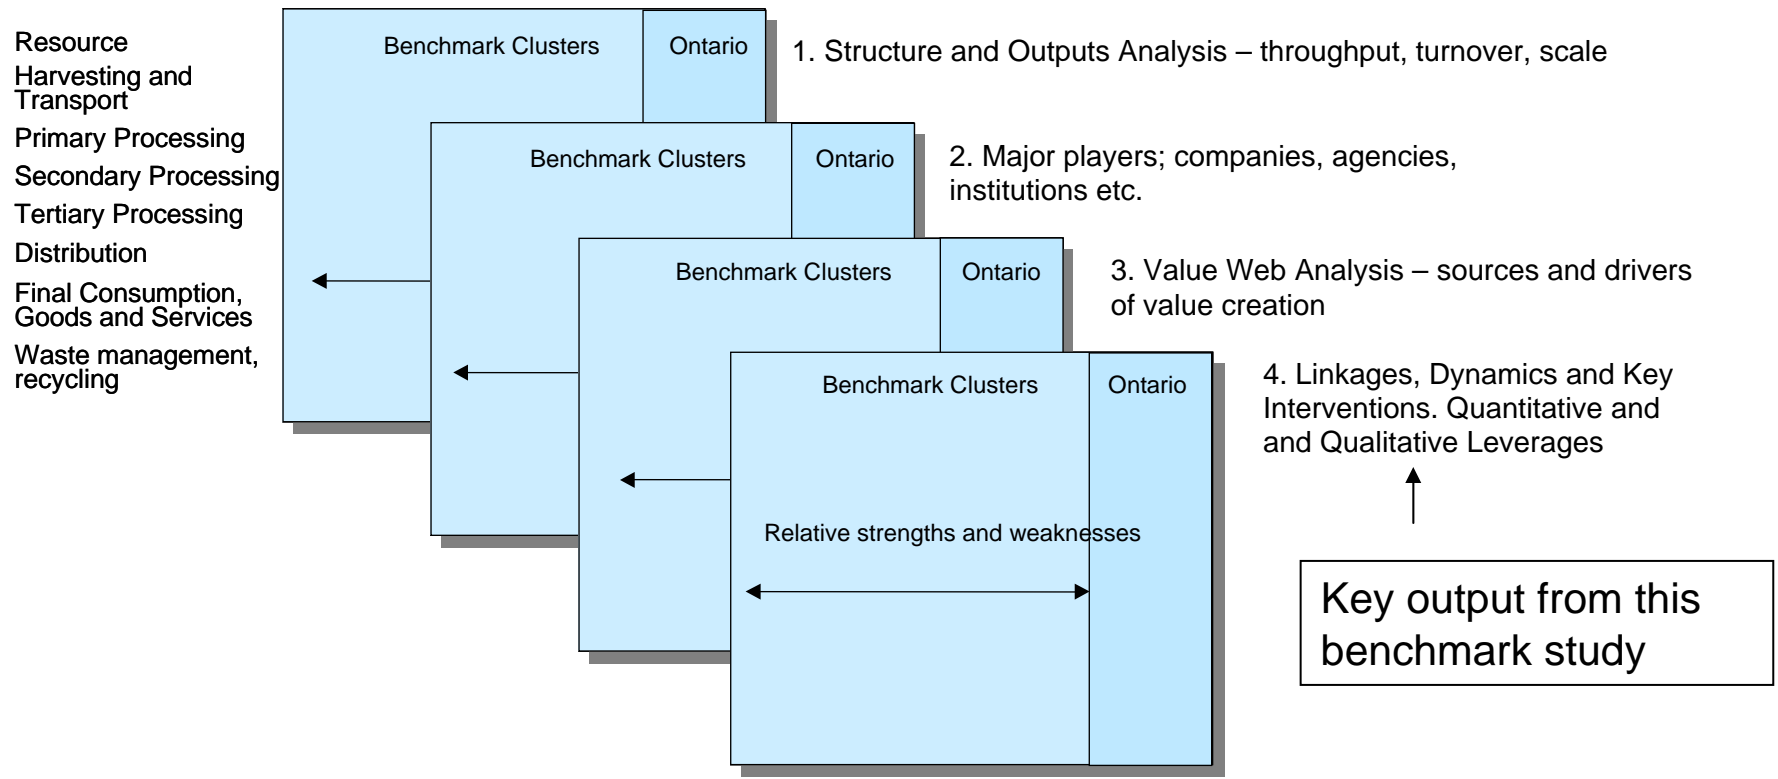 Resource
Harvesting and
Transport
Primary Processing
Secondary Processing
Tertiary Processing
Distribution
Final Consumption,
Goods and Services
Waste management,
recycling
Benchmark Clusters Ontario
1. Structure and Outputs Analysis – throughput, turnover, scale
Benchmark Clusters Ontario
2. Major players; companies, agencies,
institutions etc.
Benchmark Clusters Ontario
3. Value Web Analysis – sources and drivers
of value creation
Benchmark Clusters Ontario
4. Linkages, Dynamics and Key
Interventions. Quantitative and
and Qualitative Leverages
Relative strengths and weaknesses
Key output from this
benchmark study